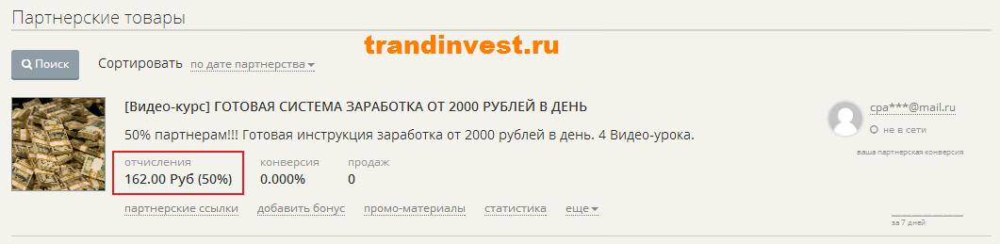 Партнерские товары
trandinvest.ru
Поиск Сортировать по дате партнерства
[Видео-курс] ГОТОВАЯ СИСТЕМА ЗАРАБОТКА ОТ 2000 РУБЛЕЙ В ДЕНЬ
50% партнерам!!! Готовая инструкция заработка от 2000 рублей в день. 4 Видео-урока.
отчисления конверсия продаж
162.00 Руб (50%) 0.000% 0
партнерские ссылки добавить бонус промо-материалы статистика еще
cpa***@mail.ru
не в сети
ваша партнерская конверсия
за 7 дней